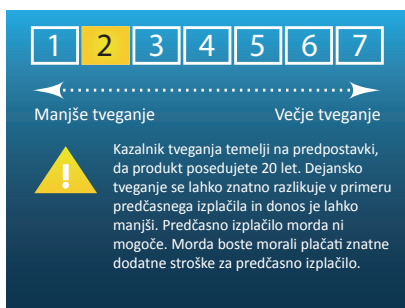 1 2 3 4 5 6 7
Manjše tveganje Večje tveganje
Kazalnik tveganja temelji na predpostavki,
da produkt posedujete 20 let. Dejansko
tveganje se lahko znatno razlikuje v primeru
predčasnega izplačila in donos je lahko
manjši. Predčasno izplačilo morda ni
mogoče. Morda boste morali plačati znatne
dodatne stroške za predčasno izplačilo.